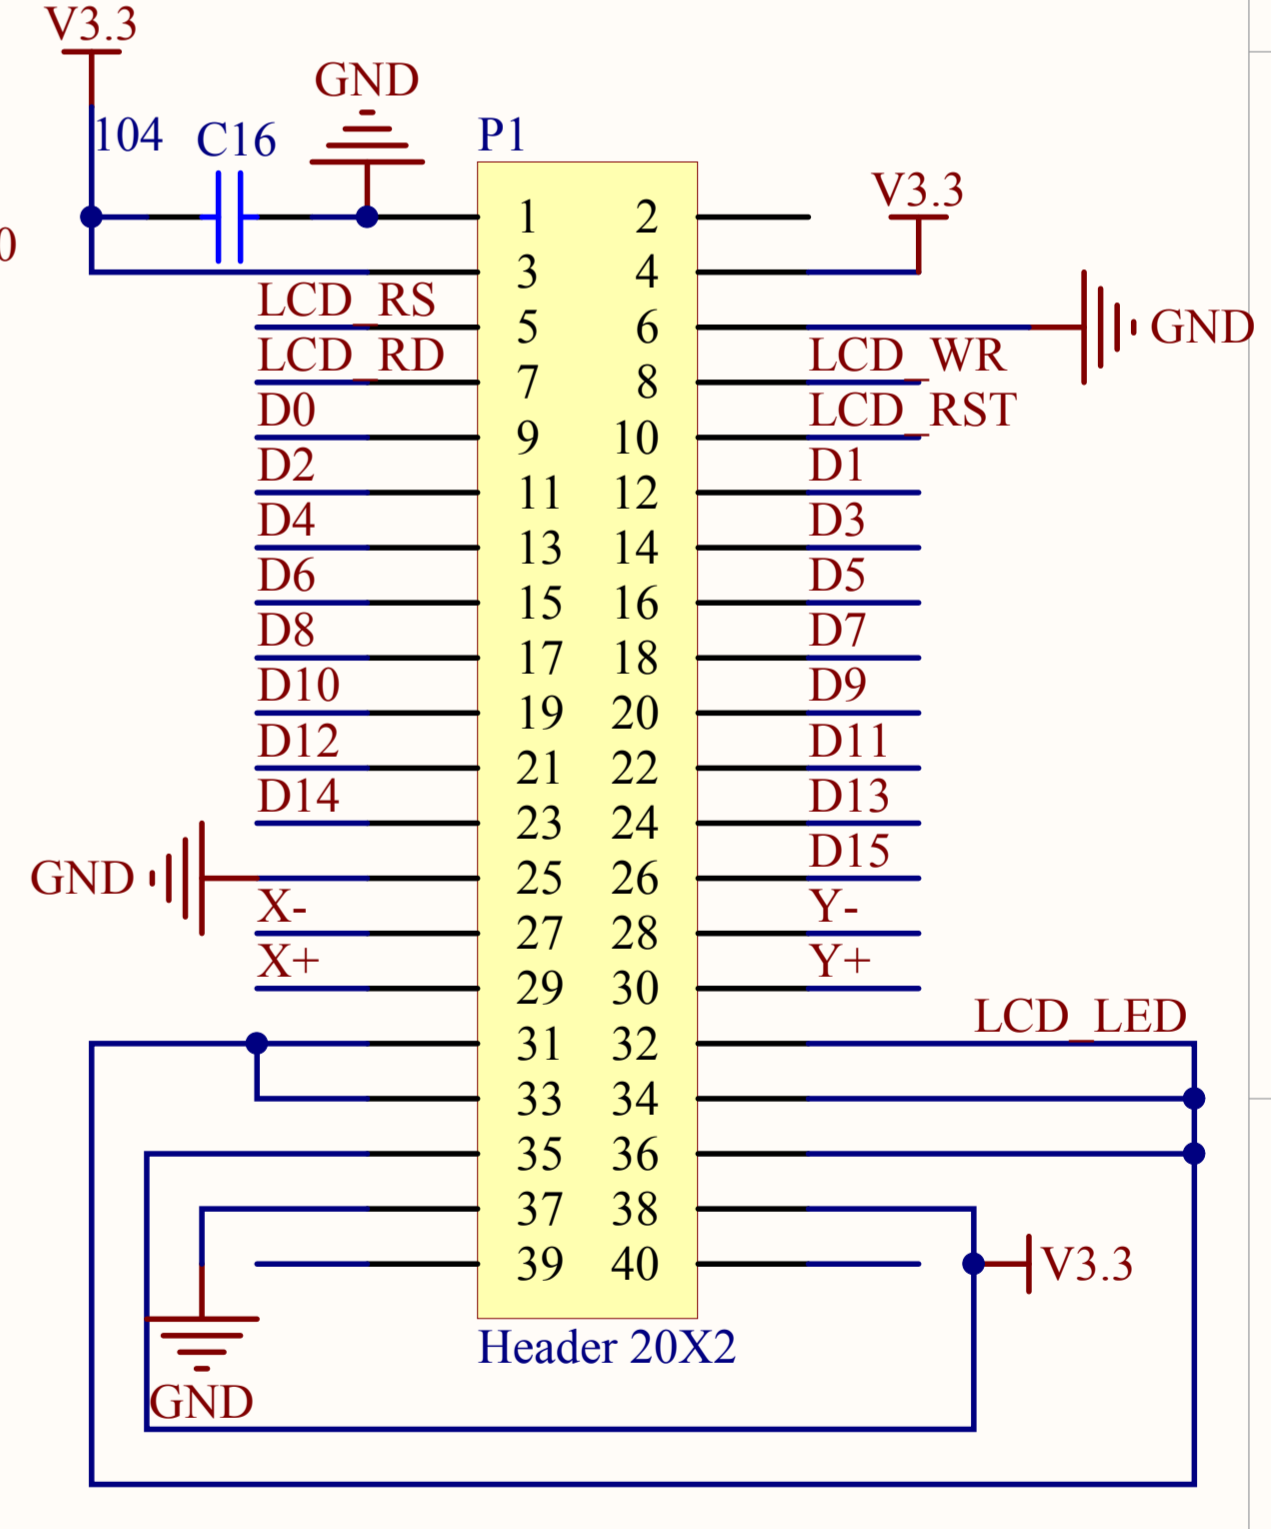 V3.3
GND
104 C16
P1
V3.3
0
1 2
3 4
LCD_RS
5 6
GND
LCD_RD
7 8
LCD_WR
D0
9 10
LCD_RST
D2
11 12
D1
D4
13 14
D3
D6
15 16
D5
D8
17 18
D7
D10
19 20
D9
D12
21 22
D11
D14
23 24
D13
GND
25 26
D15
X-
27 28
Y-
X+
29 30
Y+
31 32
LCD_LED
33 34
35 36
37 38
39 40
V3.3
GND
Header 20X2